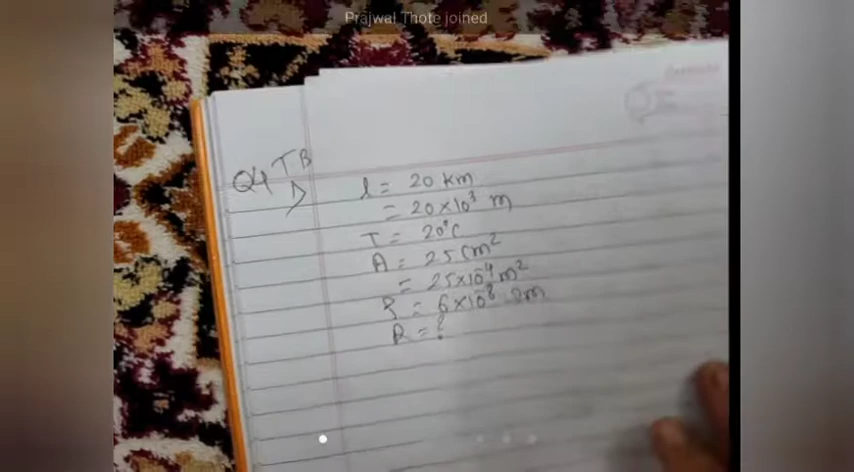 Prajwal Thote joined
Q4 TB
l = 20 km
= 20×10³ m
T = 20°C
A = 25 cm²
= 25×10⁻⁴ m²
ρ = 6×10⁻⁸ Ωm
R = ?